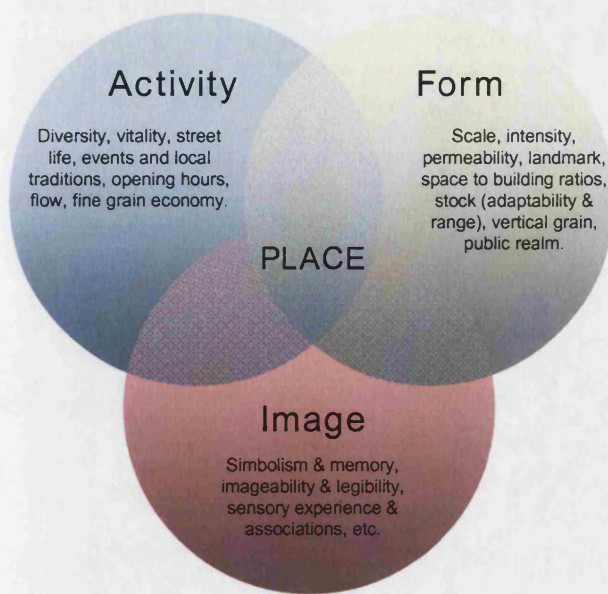 Activity
Diversity, vitality, street
life, events and local
traditions, opening hours,
flow, fine grain economy.
Form
Scale, intensity,
permeability, landmark,
space to building ratios,
stock (adaptability &
range), vertical grain,
public realm.
PLACE
Image
Simbolism & memory,
imageability & legibility,
sensory experience &
associations, etc.